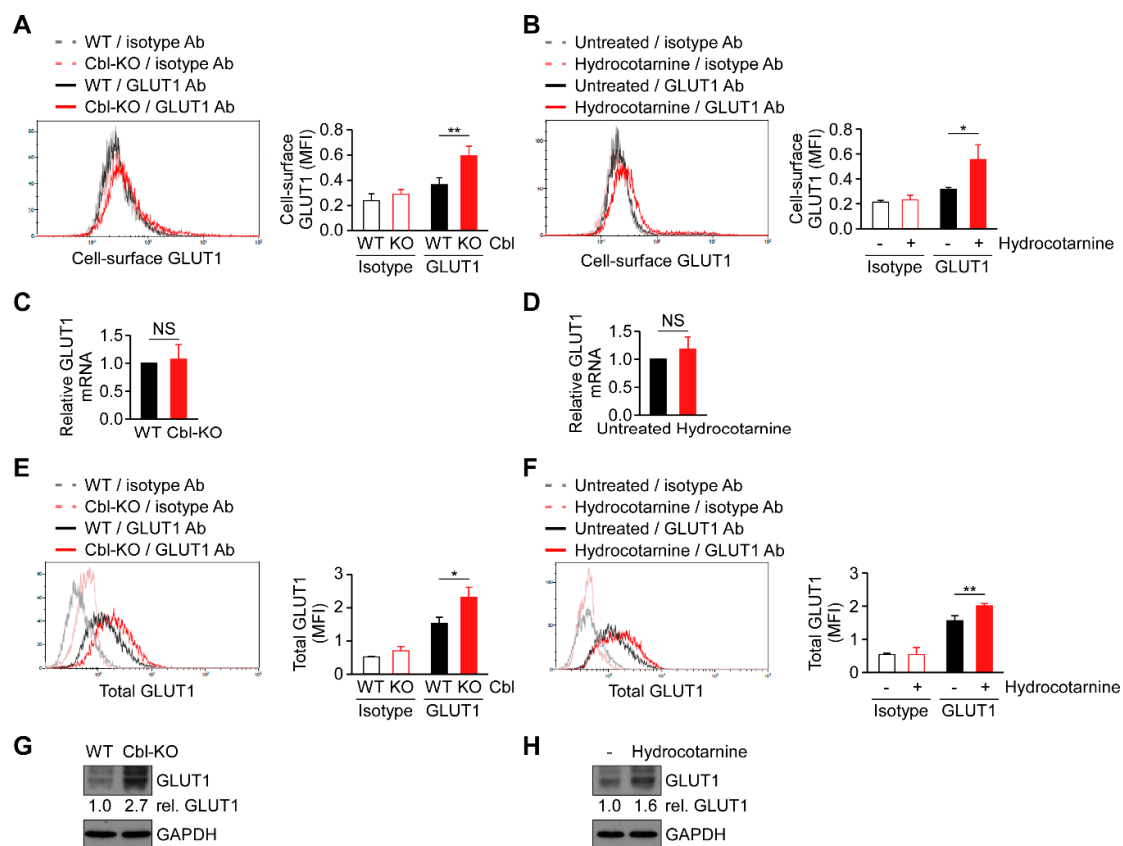 A
WT / isotype Ab
Cbl-KO / isotype Ab
WT / GLUT1 Ab
Cbl-KO / GLUT1 Ab
Cell-surface GLUT1
Cell-surface
GLUT1 (MFI)
0.8
0.6
0.4
0.2
0.0
WT KO WT KO Cbl
Isotype GLUT1
B
Untreated / isotype Ab
Hydrocotarnine / isotype Ab
Untreated / GLUT1 Ab
Hydrocotarnine / GLUT1 Ab
Cell-surface GLUT1
Cell-surface
GLUT1 (MFI)
0.8
0.6
0.4
0.2
0.0
**
*
- + - + Hydrocotarnine
Isotype GLUT1
C
Relative GLUT1
mRNA
1.5
1.0
0.5
0.0
NS
WT Cbl-KO
D
Relative GLUT1
mRNA
1.5
1.0
0.5
0.0
NS
Untreated Hydrocotarnine
E
WT / isotype Ab
Cbl-KO / isotype Ab
WT / GLUT1 Ab
Cbl-KO / GLUT1 Ab
Total GLUT1
Total GLUT1
(MFI)
3
2
1
0
*
WT KO WT KO Cbl
Isotype GLUT1
F
Untreated / isotype Ab
Hydrocotarnine / isotype Ab
Untreated / GLUT1 Ab
Hydrocotarnine / GLUT1 Ab
Total GLUT1
Total GLUT1
(MFI)
3
2
1
0
**
- + - + Hydrocotarnine
Isotype GLUT1
G
WT Cbl-KO
GLUT1
1.0 2.7 rel. GLUT1
GAPDH
H
- Hydrocotarnine
GLUT1
1.0 1.6 rel. GLUT1
GAPDH